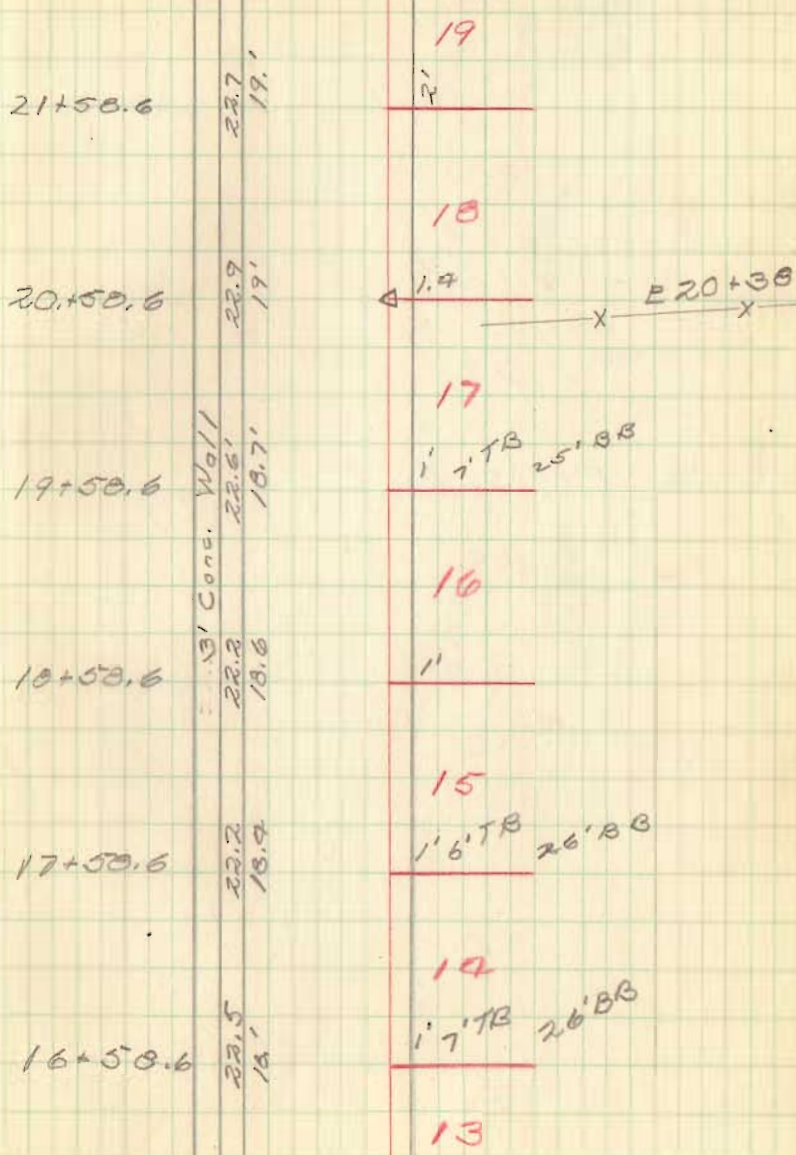 19
21+58.6 22.7 19.' 2'
18
20.+58.6 22.9 19' 1.4 E 20+38
17
19+58.6 22.6' 18.7' 1' 7' TB 25' BB
3' Conc. Wall
16
18+58.6 22.2 18.6 1'
15
17+58.6 22.2 18.4 1' 6' TB 26' BB
14
16+58.6 22.5 18.' 1' 7' TB 26' BB
13